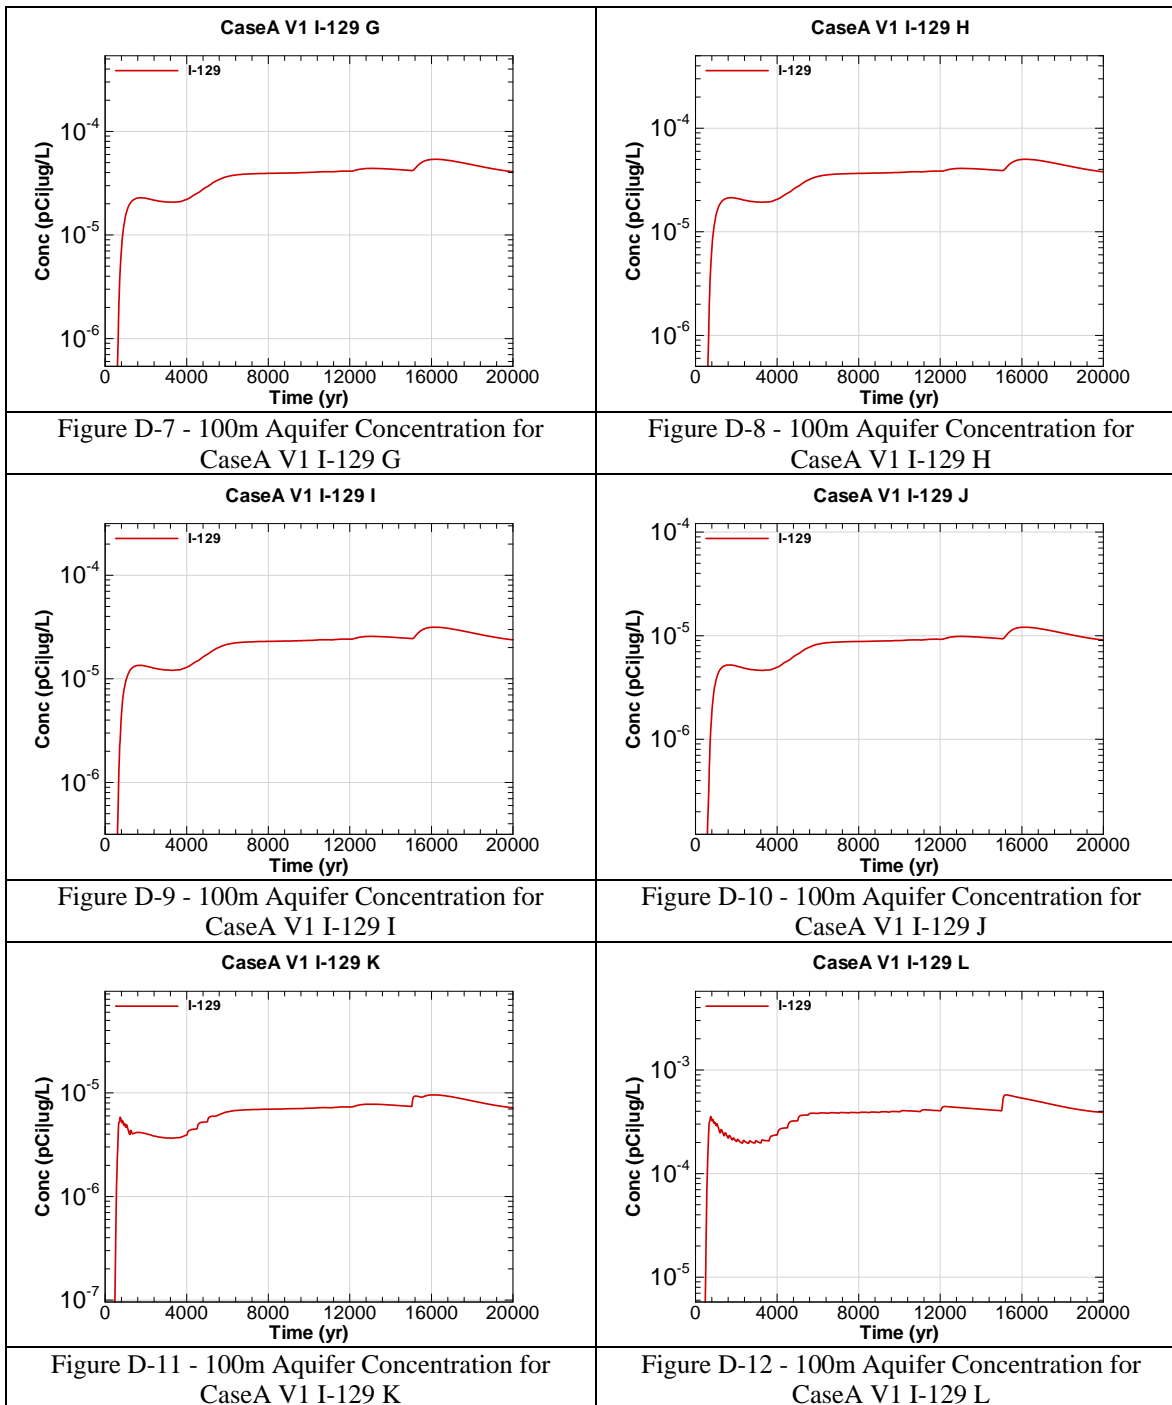 CaseA V1 I-129 G
I-129
10-4
10-5
10-6
Conc (pCi|ug/L)
0 4000 8000 12000 16000 20000
Time (yr)
Figure D-7 - 100m Aquifer Concentration for
CaseA V1 I-129 G
CaseA V1 I-129 H
I-129
10-4
10-5
10-6
Conc (pCi|ug/L)
0 4000 8000 12000 16000 20000
Time (yr)
Figure D-8 - 100m Aquifer Concentration for
CaseA V1 I-129 H
CaseA V1 I-129 I
I-129
10-4
10-5
10-6
Conc (pCi|ug/L)
0 4000 8000 12000 16000 20000
Time (yr)
Figure D-9 - 100m Aquifer Concentration for
CaseA V1 I-129 I
CaseA V1 I-129 J
I-129
10-4
10-5
10-6
Conc (pCi|ug/L)
0 4000 8000 12000 16000 20000
Time (yr)
Figure D-10 - 100m Aquifer Concentration for
CaseA V1 I-129 J
CaseA V1 I-129 K
I-129
10-5
10-6
10-7
Conc (pCi|ug/L)
0 4000 8000 12000 16000 20000
Time (yr)
Figure D-11 - 100m Aquifer Concentration for
CaseA V1 I-129 K
CaseA V1 I-129 L
I-129
10-3
10-4
10-5
Conc (pCi|ug/L)
0 4000 8000 12000 16000 20000
Time (yr)
Figure D-12 - 100m Aquifer Concentration for
CaseA V1 I-129 L